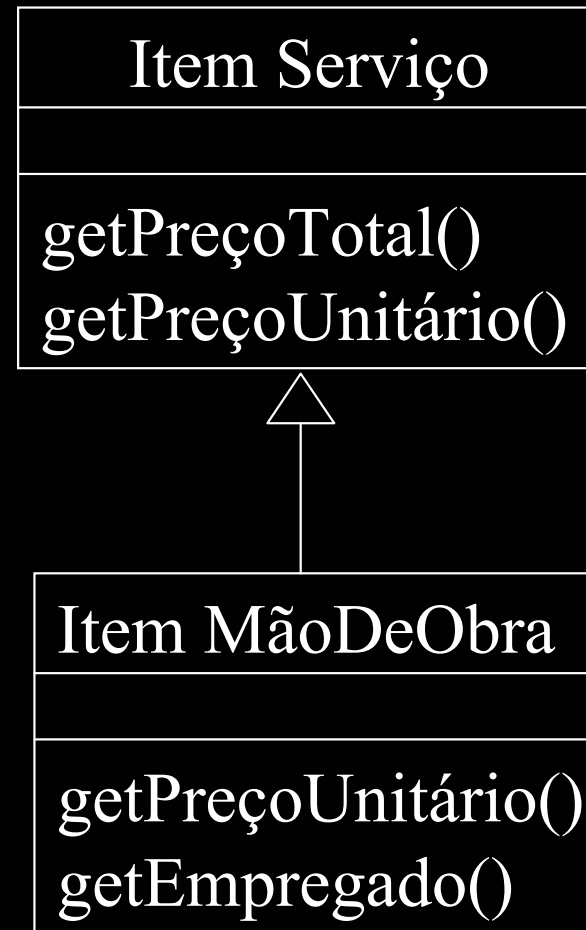 Item Serviço
getPreçoTotal()
getPreçoUnitário()
Item MãoDeObra
getPreçoUnitário()
getEmpregado()